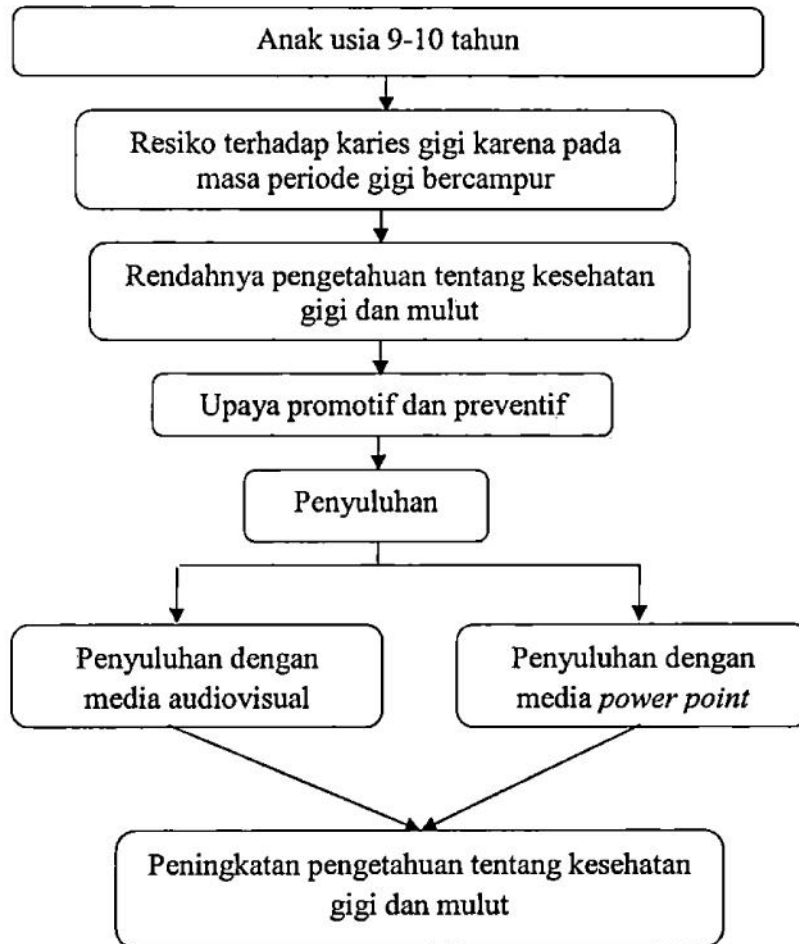 Anak usia 9-10 tahun
Resiko terhadap karies gigi karena pada
masa periode gigi bercampur
Rendahnya pengetahuan tentang kesehatan
gigi dan mulut
Upaya promotif dan preventif
Penyuluhan
Penyuluhan dengan
media audiovisual
Penyuluhan dengan
media power point
Peningkatan pengetahuan tentang kesehatan
gigi dan mulut